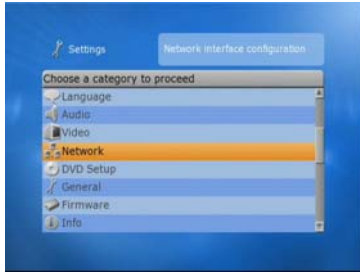 Settings
Network interface configuration
Choose a category to proceed
Language
Audio
Video
Network
DVD Setup
General
Firmware
Info